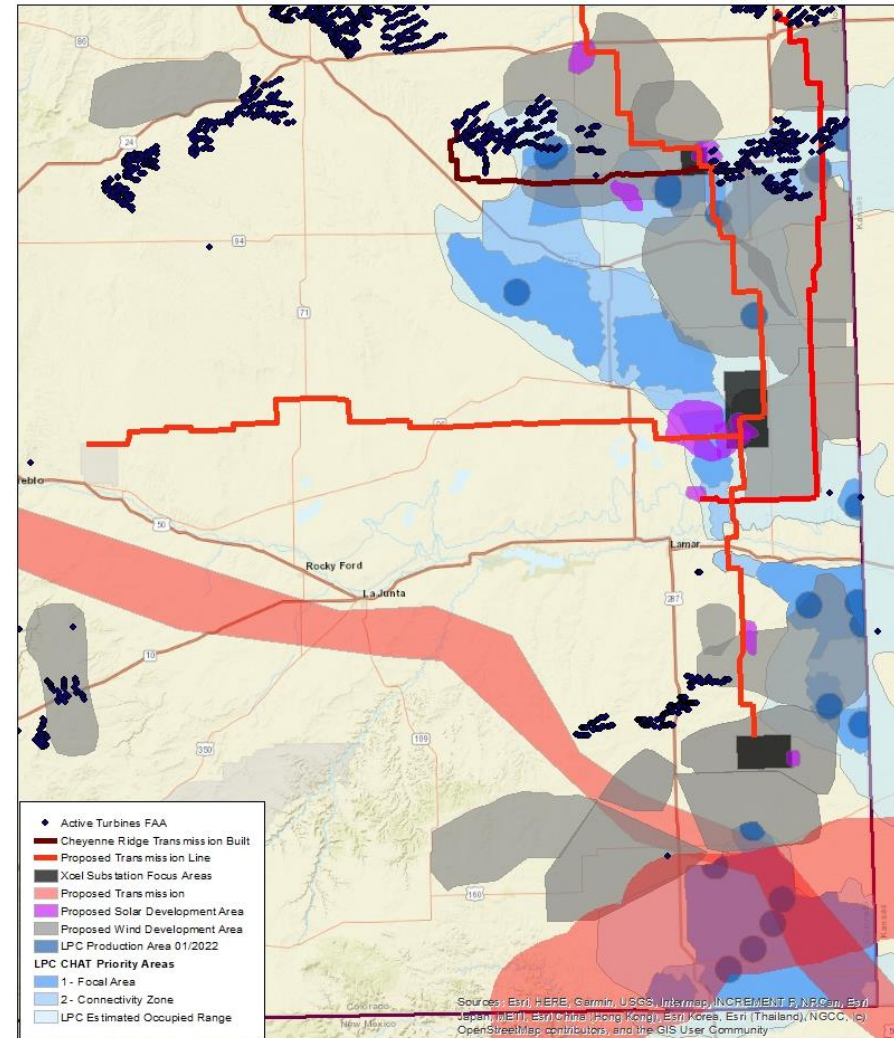 86
24
94
Kansas
71
96
eblo
50
Rocky Ford
La Junta
Lamar
287
10
109
350
160
Kansas
Colorado
New Mexico
Active Turbines FAA
Cheyenne Ridge Transmission Built
Proposed Transmission Line
Xcel Substation Focus Areas
Proposed Transmission
Proposed Solar Development Area
Proposed Wind Development Area
LPC Production Area 01/2022
LPC CHAT Priority Areas
1 - Focal Area
2 - Connectivity Zone
LPC Estimated Occupied Range
Sources: Esri, HERE, Garmin, USGS, Intermap, INCREMENT P, NRCan, Esri
Japan, METI, Esri China (Hong Kong), Esri Korea, Esri (Thailand), NGCC, (c)
OpenStreetMap contributors, and the GIS User Community